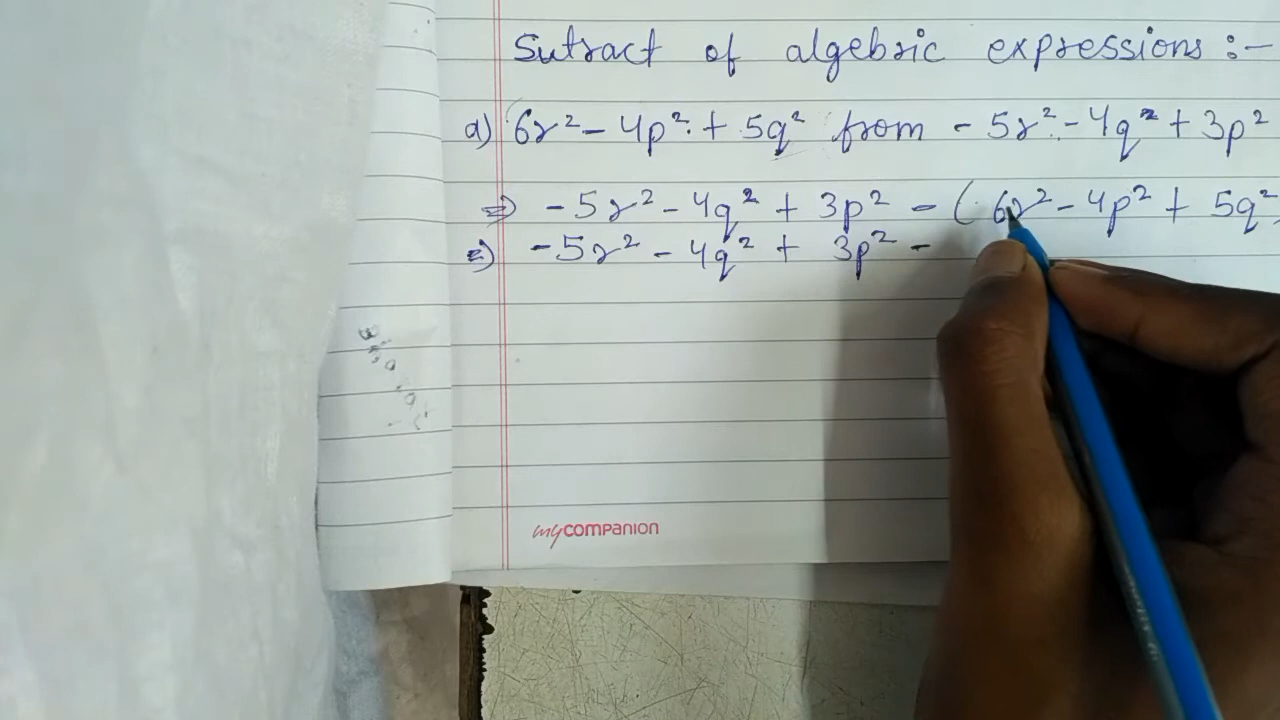 Sutract of algebric expressions :-
a) 6r² - 4p² + 5q² from - 5r² - 4q² + 3p²
⇒ - 5r² - 4q² + 3p² - ( 6r² - 4p² + 5q²
⇒ - 5r² - 4q² + 3p² -
mycompanion